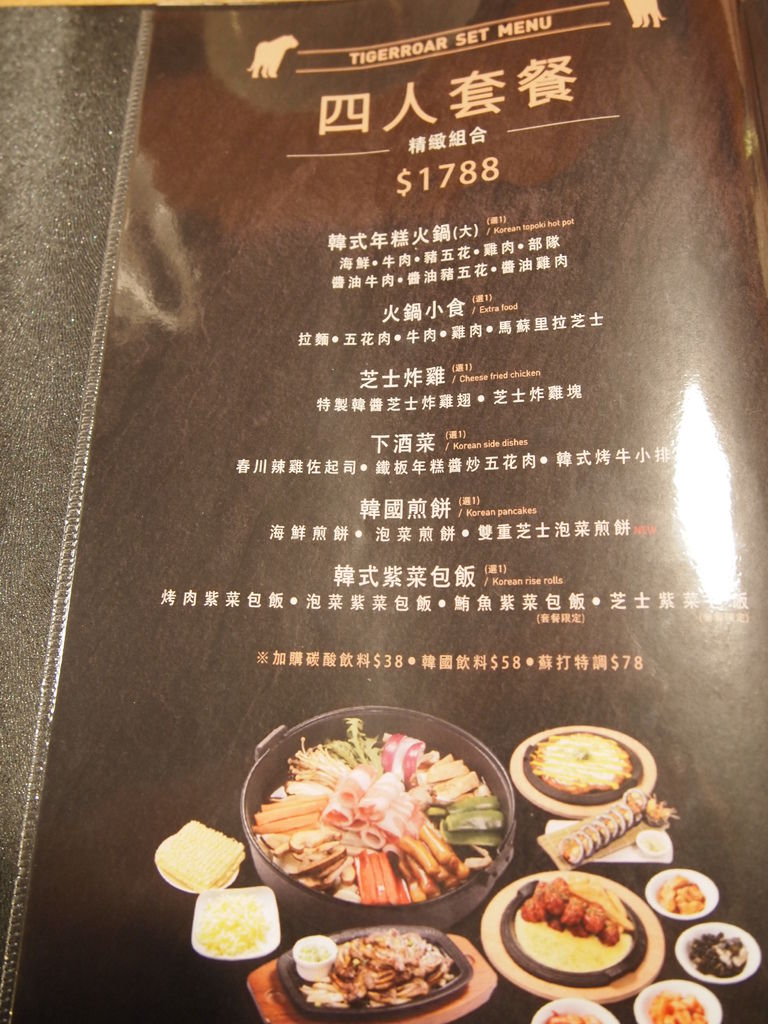 TIGERROAR SET MENU
四人套餐
精緻組合
$1788
韓式年糕火鍋(大) (選1) / Korean topoki hot pot
海鮮•牛肉•豬五花•雞肉•部隊
醬油牛肉•醬油豬五花•醬油雞肉
火鍋小食 (選1) / Extra food
拉麵•五花肉•牛肉•雞肉•馬蘇里拉芝士
芝士炸雞 (選1) / Cheese fried chicken
特製韓醬芝士炸雞翅•芝士炸雞塊
下酒菜 (選1) / Korean side dishes
春川辣雞佐起司•鐵板年糕醬炒五花肉•韓式烤牛小排
韓國煎餅 (選1) / Korean pancakes
海鮮煎餅•泡菜煎餅•雙重芝士泡菜煎餅 NEW
韓式紫菜包飯 (選1) / Korean rise rolls
烤肉紫菜包飯•泡菜紫菜包飯•鮪魚紫菜包飯•芝士紫菜包飯
(套餐限定) (套餐限定)
※加購碳酸飲料$38•韓國飲料$58•蘇打特調$78